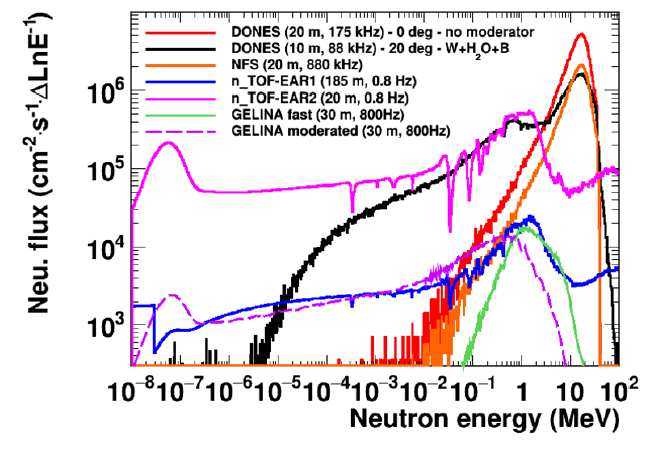 DONES (20 m, 175 kHz) - 0 deg - no moderator
DONES (10 m, 88 kHz) - 20 deg - W+H₂O+B
NFS (20 m, 880 kHz)
n_TOF-EAR1 (185 m, 0.8 Hz)
n_TOF-EAR2 (20 m, 0.8 Hz)
GELINA fast (30 m, 800Hz)
GELINA moderated (30 m, 800Hz)
Neu. flux (cm⁻²·s⁻¹·ΔLnE⁻¹)
10⁶
10⁵
10⁴
10³
10⁻⁸ 10⁻⁷ 10⁻⁶ 10⁻⁵ 10⁻⁴ 10⁻³ 10⁻² 10⁻¹ 1 10 10²
Neutron energy (MeV)